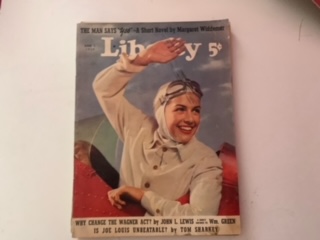 THE MAN SAYS "BOO"—A Short Novel by Margaret Widdemer
Liberty 5¢
WHY CHANGE THE WAGNER ACT? by JOHN L. LEWIS Wm. GREEN
IS JOE LOUIS UNBEATABLE? by TOM SHARKEY